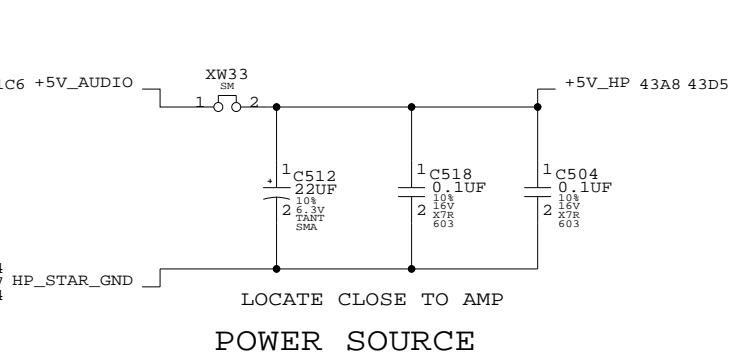 XW33
SM
1C6 +5V_AUDIO
+5V_HP 43A8 43D5
1 2
+ 1 C512
22UF
10%
6.3V
TANT
SMA
2
1 C518
0.1UF
10%
16V
X7R
603
2
1 C504
0.1UF
10%
16V
X7R
603
2
HP_STAR_GND
LOCATE CLOSE TO AMP
POWER SOURCE